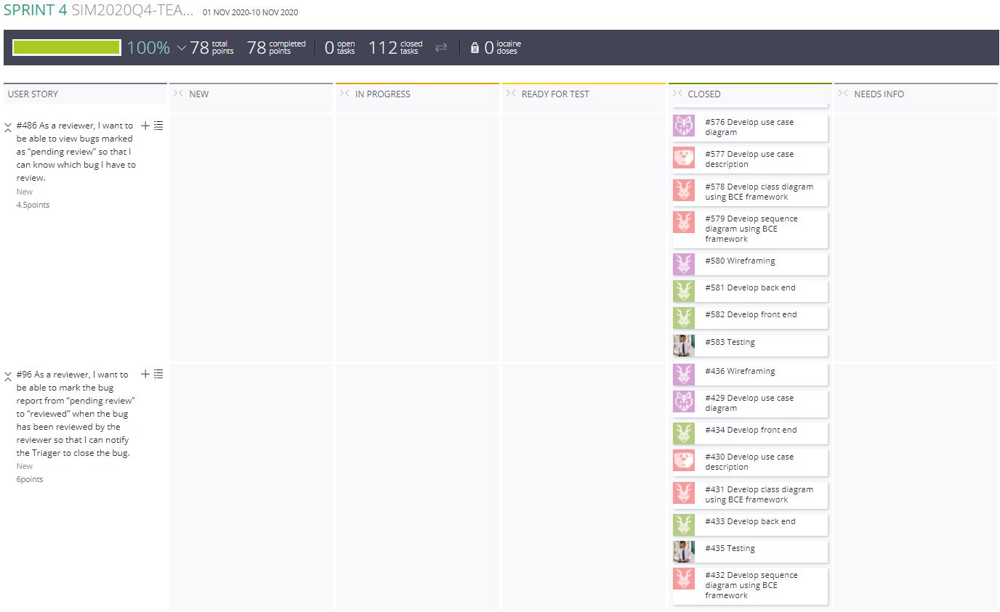 SPRINT 4 SIM2020Q4-TEA... 01 NOV 2020-10 NOV 2020
100% 78 total points 78 completed points 0 open tasks 112 closed tasks 0 iocaine doses
USER STORY NEW IN PROGRESS READY FOR TEST CLOSED NEEDS INFO
#486 As a reviewer, I want to
be able to view bugs marked
as “pending review” so that I
can know which bug I have to
review.
New
4.5points
#576 Develop use case
diagram
#577 Develop use case
description
#578 Develop class diagram
using BCE framework
#579 Develop sequence
diagram using BCE
framework
#580 Wireframing
#581 Develop back end
#582 Develop front end
#583 Testing
#96 As a reviewer, I want to
be able to mark the bug
report from “pending review”
to “reviewed” when the bug
has been reviewed by the
reviewer so that I can notify
the Triager to close the bug.
New
6points
#436 Wireframing
#429 Develop use case
diagram
#434 Develop front end
#430 Develop use case
description
#431 Develop class diagram
using BCE framework
#433 Develop back end
#435 Testing
#432 Develop sequence
diagram using BCE
framework